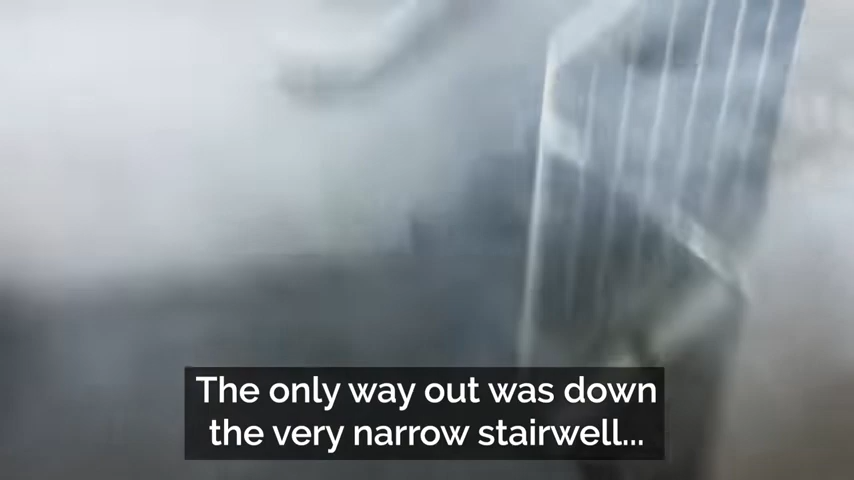 The only way out was down
the very narrow stairwell...